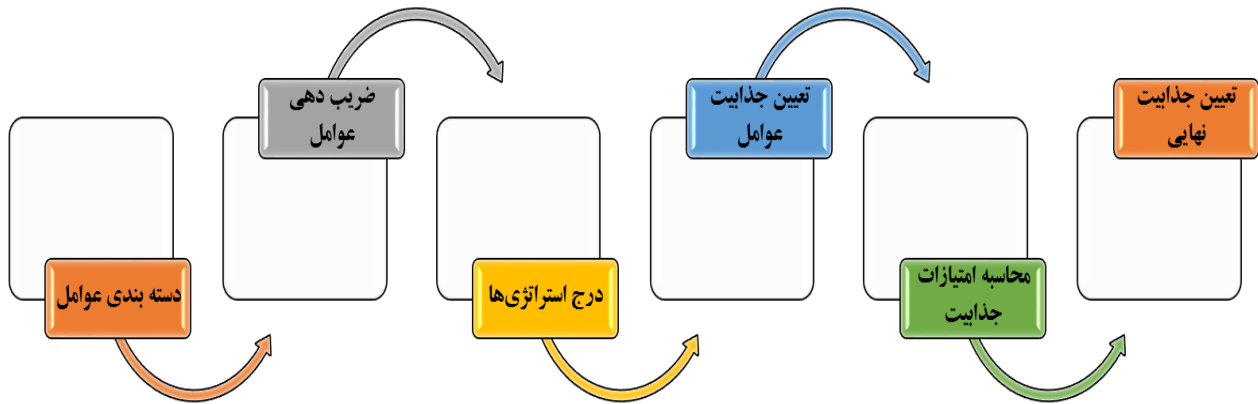 دسته بندی عوامل
ضریب دهی
عوامل
درج استراتژی‌ها
تعیین جذابیت
عوامل
محاسبه امتیازات
جذابیت
تعیین جذابیت
نهایی